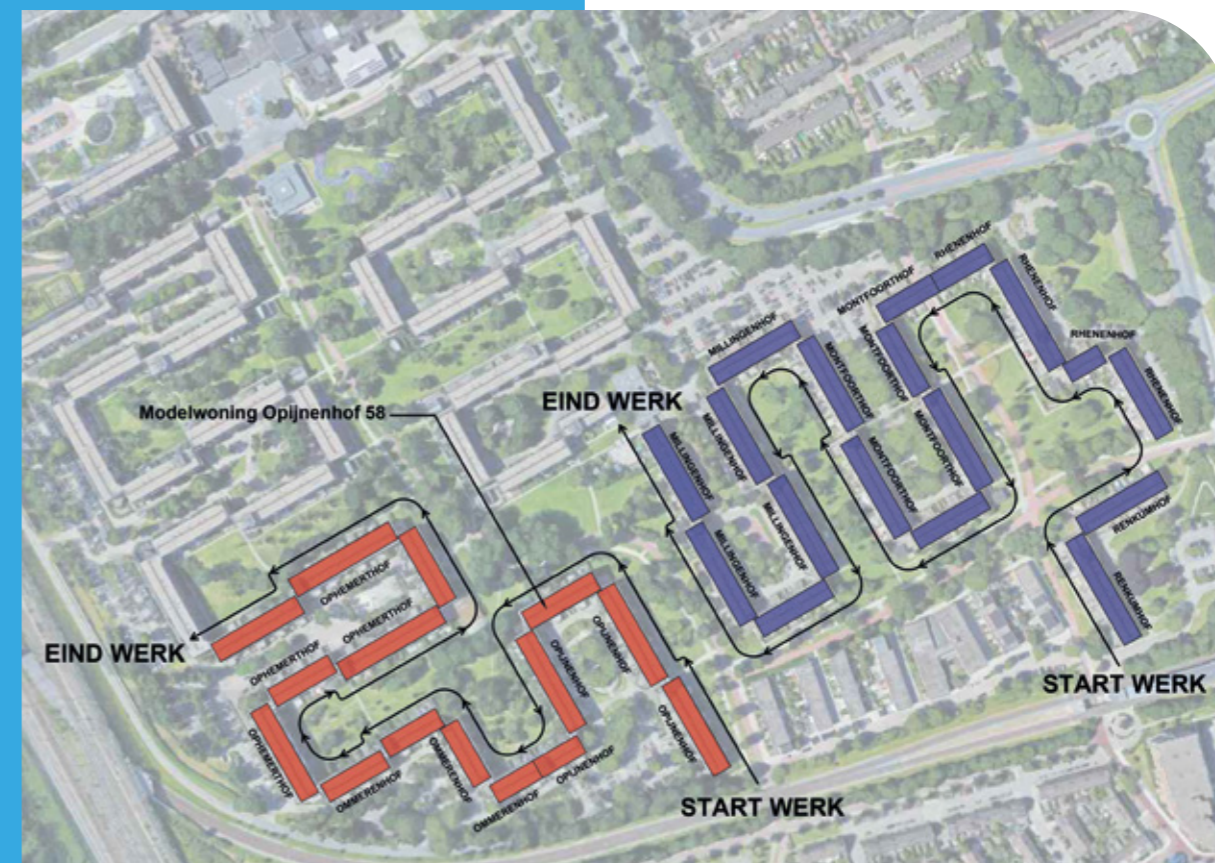 RHENENHOF
RHENENHOF
MONTFOORTHOF
MILLINGENHOF
RHENENHOF
MONTFOORTHOF
MONTFOORTHOF
RHENENHOF
EIND WERK
Modelwoning Opijnenhof 58
MILLINGENHOF
MONTFOORTHOF
MILLINGENHOF
MONTFOORTHOF
RENKUMHOF
MILLINGENHOF
MILLINGENHOF
RENKUMHOF
OPHEMERTHOF
OPHEMERTHOF
OPIJNENHOF
EIND WERK
OPHEMERTHOF
OPIJNENHOF
START WERK
OPHEMERTHOF
OMMERENHOF
OMMERENHOF
OPIJNENHOF
OPIJNENHOF
OMMERENHOF
START WERK